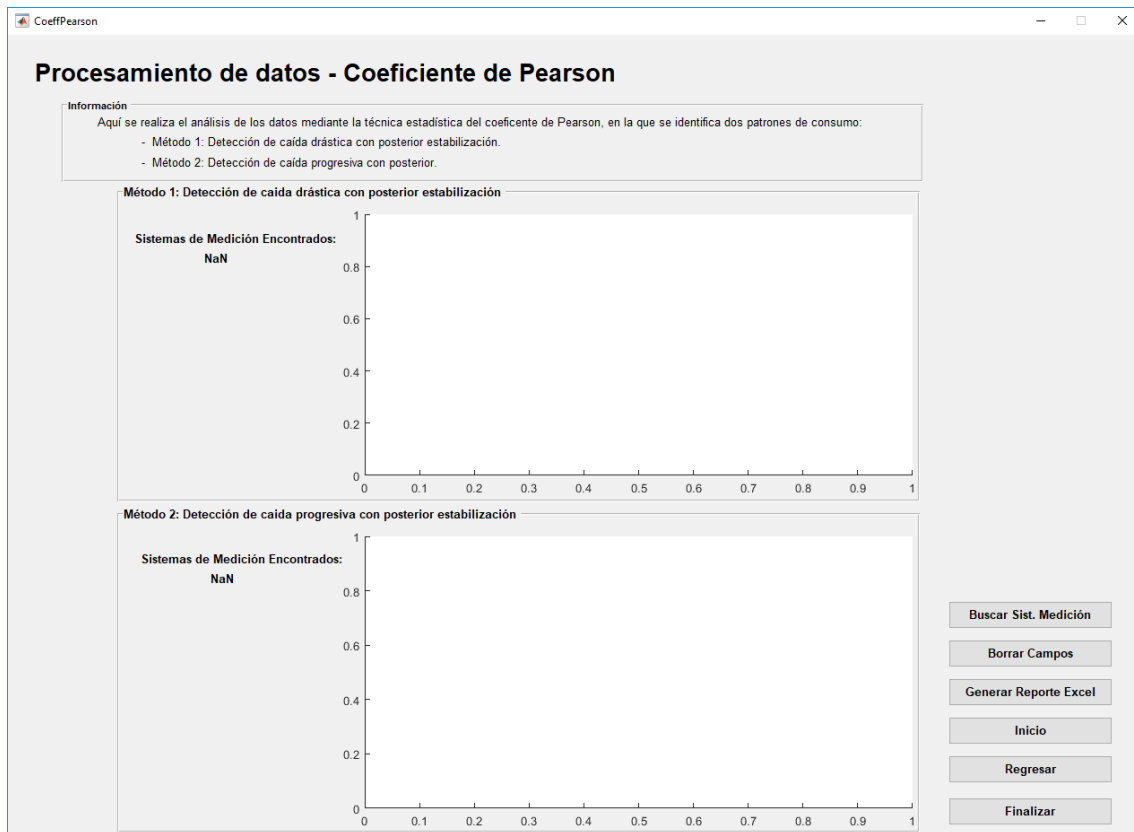 CoeffPearson
Procesamiento de datos - Coeficiente de Pearson
Información
Aquí se realiza el análisis de los datos mediante la técnica estadística del coeficente de Pearson, en la que se identifica dos patrones de consumo:
- Método 1: Detección de caída drástica con posterior estabilización.
- Método 2: Detección de caída progresiva con posterior.
Método 1: Detección de caida drástica con posterior estabilización
Sistemas de Medición Encontrados:
NaN
1
0.8
0.6
0.4
0.2
0
0 0.1 0.2 0.3 0.4 0.5 0.6 0.7 0.8 0.9 1
Método 2: Detección de caida progresiva con posterior estabilización
Sistemas de Medición Encontrados:
NaN
1
0.8
0.6
0.4
0.2
0
0 0.1 0.2 0.3 0.4 0.5 0.6 0.7 0.8 0.9 1
Buscar Sist. Medición
Borrar Campos
Generar Reporte Excel
Inicio
Regresar
Finalizar